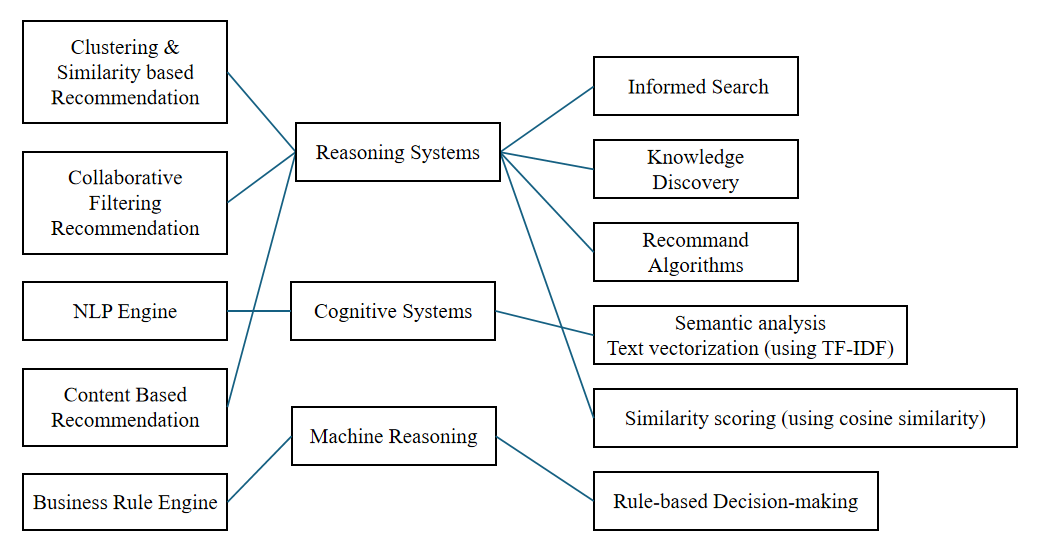 Clustering &
Similarity based
Recommendation
Collaborative
Filtering
Recommendation
NLP Engine
Content Based
Recommendation
Business Rule Engine
Reasoning Systems
Cognitive Systems
Machine Reasoning
Informed Search
Knowledge
Discovery
Recommand
Algorithms
Semantic analysis
Text vectorization (using TF-IDF)
Similarity scoring (using cosine similarity)
Rule-based Decision-making